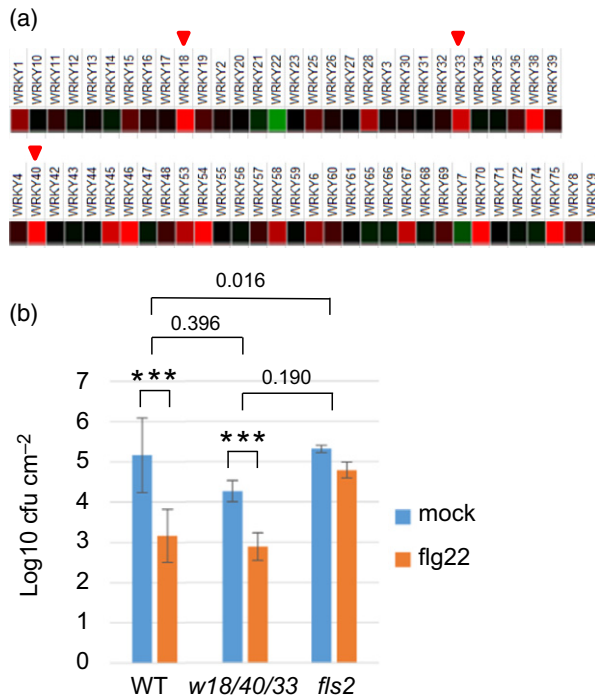 (a)
WRKY1 WRKY10 WRKY11 WRKY12 WRKY13 WRKY14 WRKY15 WRKY16 WRKY17 WRKY18 WRKY19 WRKY2 WRKY20 WRKY21 WRKY22 WRKY23 WRKY25 WRKY26 WRKY27 WRKY28 WRKY3 WRKY30 WRKY31 WRKY32 WRKY33 WRKY34 WRKY35 WRKY36 WRKY38 WRKY39
WRKY4 WRKY40 WRKY42 WRKY43 WRKY44 WRKY45 WRKY46 WRKY47 WRKY48 WRKY53 WRKY54 WRKY55 WRKY56 WRKY57 WRKY58 WRKY59 WRKY6 WRKY60 WRKY61 WRKY65 WRKY66 WRKY67 WRKY68 WRKY69 WRKY7 WRKY70 WRKY71 WRKY72 WRKY74 WRKY75 WRKY8 WRKY9
(b)
0.016
0.396
0.190
***
***
7
6
5
4
3
2
1
0
Log10 cfu cm−2
mock
flg22
WT w18/40/33 fls2